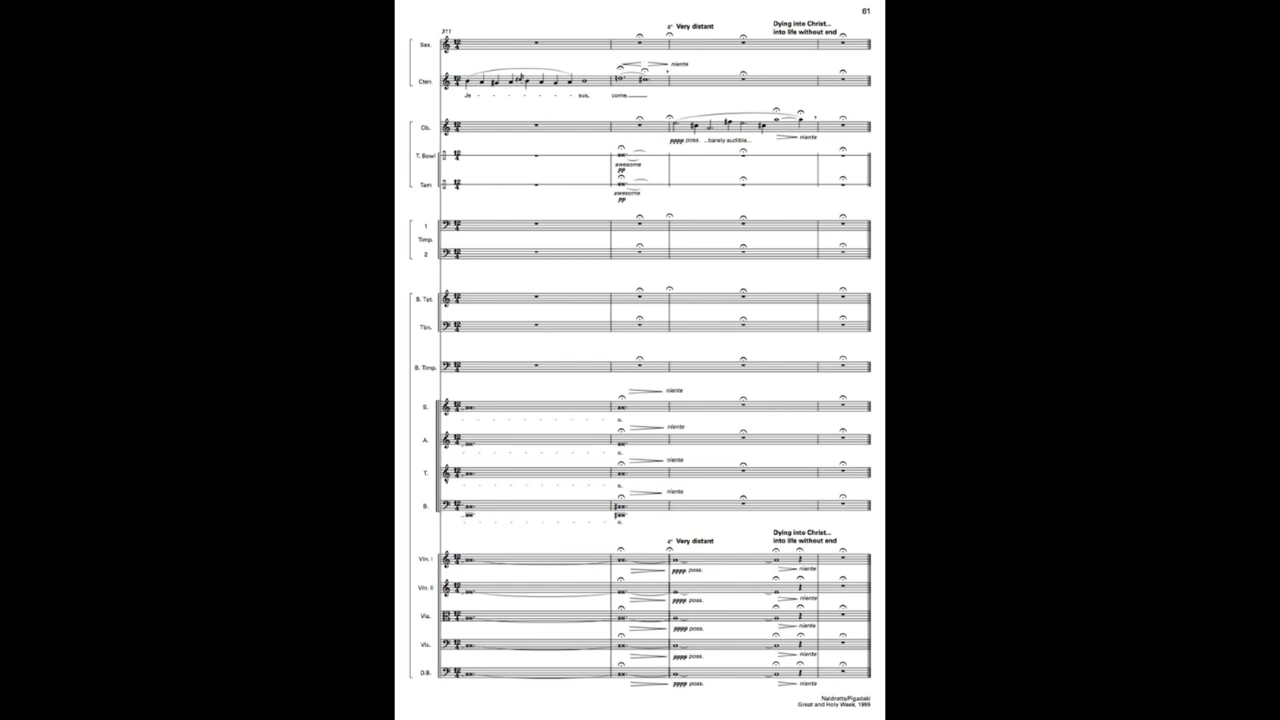 61
Very distant
Dying into Christ...
into life without end
311
Sax.
niente
Cten.
Je - - - - - - - sus, come
Ob.
pppp poss. ...barely audible... niente
T. Bowl
awesome
pp
Tam
awesome
pp
1
Timp.
2
B. Tpt.
Tbn.
B. Timp.
niente
S.
niente
A.
niente
T.
niente
B.
Very distant
Dying into Christ...
into life without end
Vln. I
pppp poss. niente
Vln. II
pppp poss. niente
Vla.
pppp poss. niente
Vlc.
pppp poss. niente
D.B.
pppp poss. niente
Naldretts/Pigadaki
Great and Holy Week, 1999